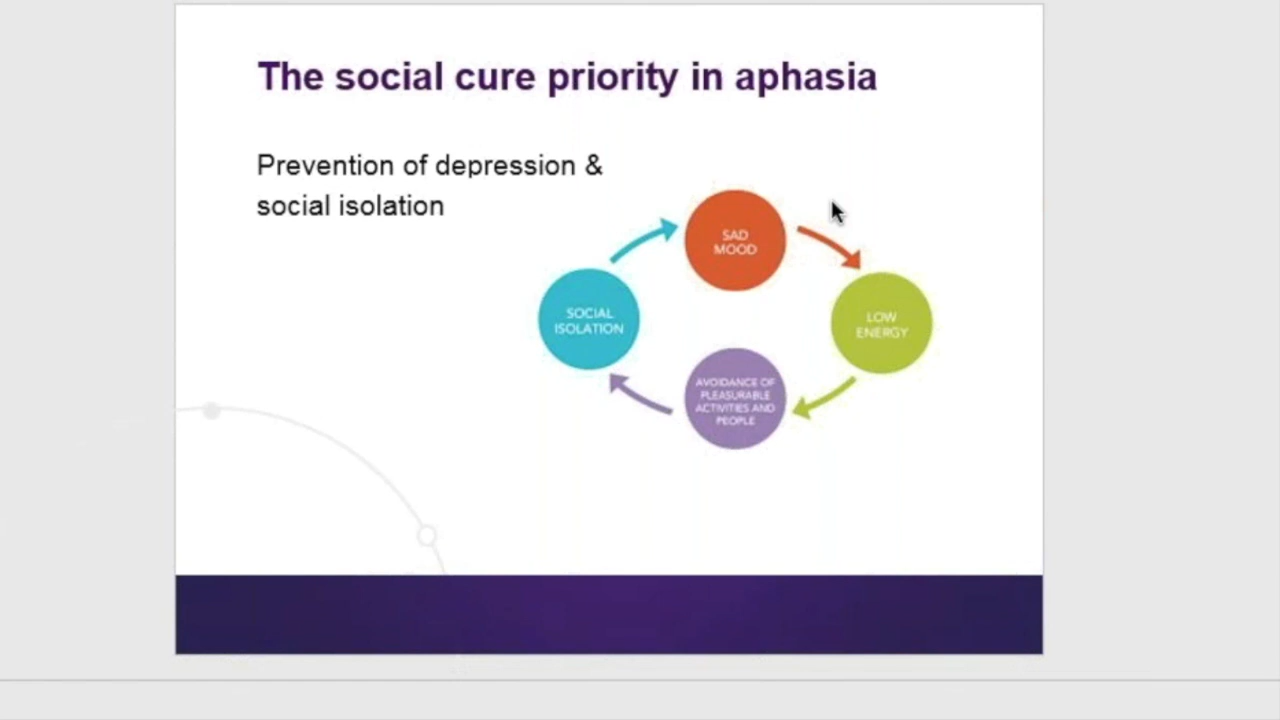 The social cure priority in aphasia
Prevention of depression &
social isolation
SAD
MOOD
LOW
ENERGY
AVOIDANCE OF
PLEASURABLE
ACTIVITIES AND
PEOPLE
SOCIAL
ISOLATION